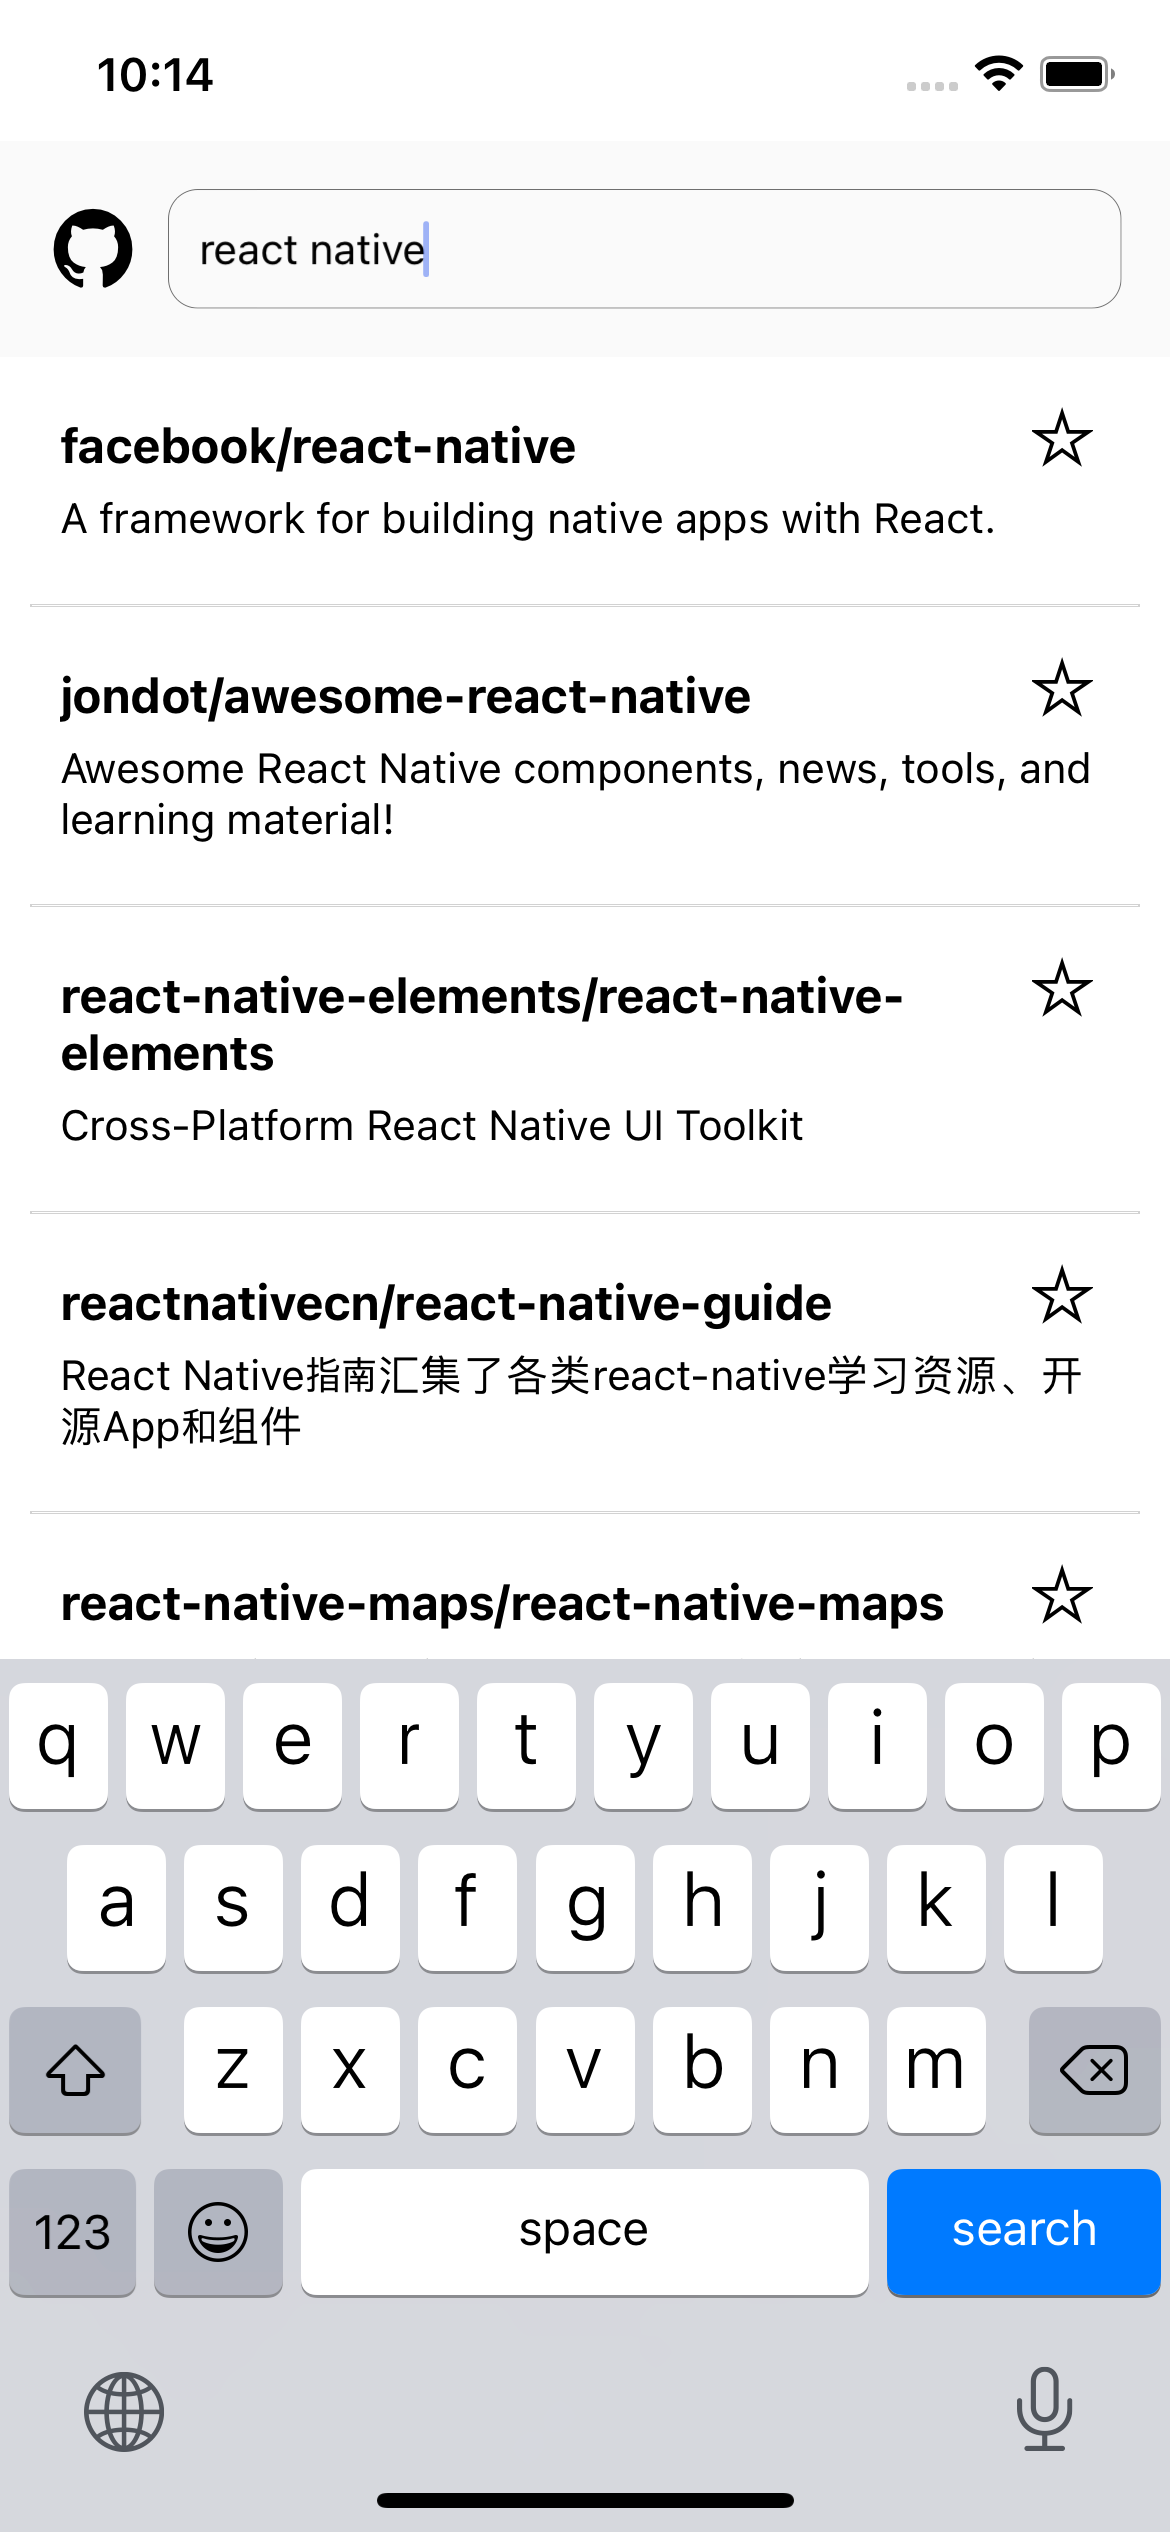 10:14
react native
facebook/react-native
A framework for building native apps with React.
jondot/awesome-react-native
Awesome React Native components, news, tools, and
learning material!
react-native-elements/react-native-
elements
Cross-Platform React Native UI Toolkit
reactnativecn/react-native-guide
React Native指南汇集了各类react-native学习资源、开
源App和组件
react-native-maps/react-native-maps
q w e r t y u i o p
a s d f g h j k l
z x c v b n m
123 space search